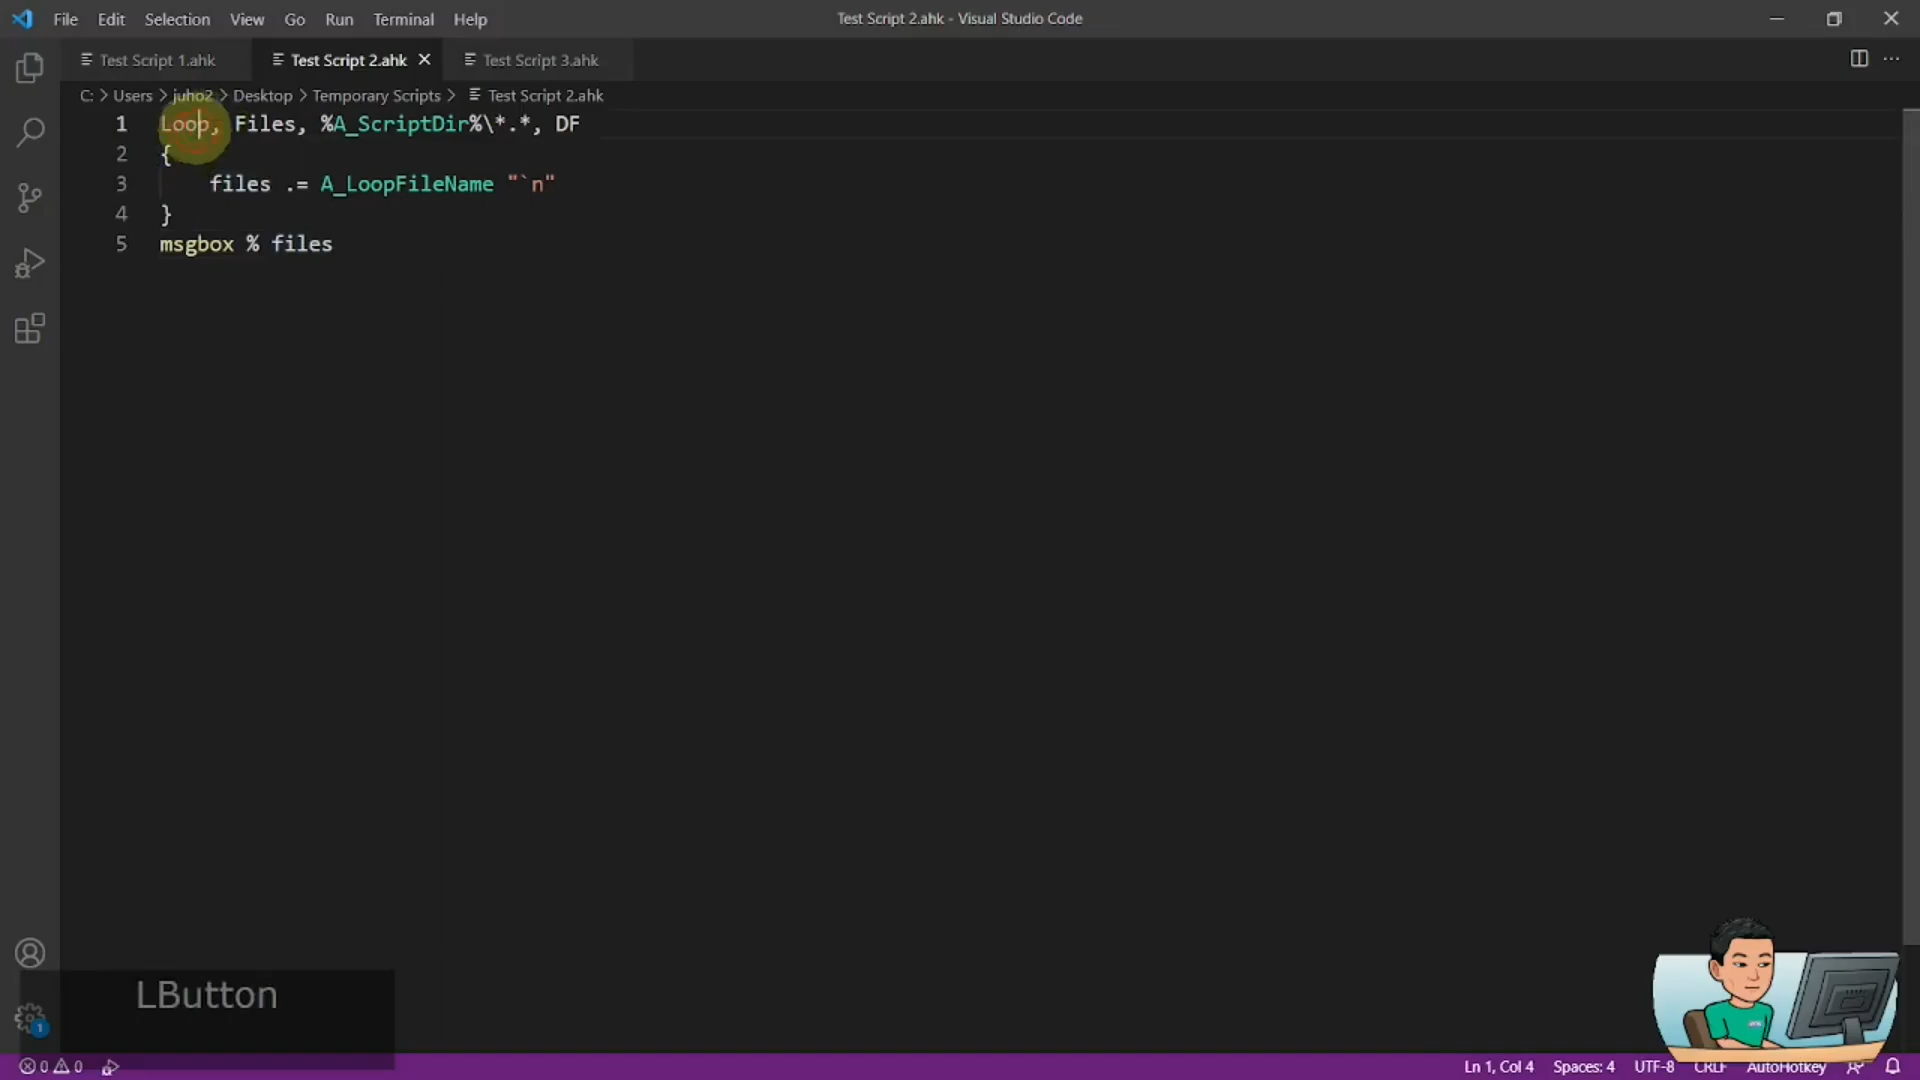 File Edit Selection View Go Run Terminal Help
Test Script 2.ahk - Visual Studio Code
Test Script 1.ahk
Test Script 2.ahk
Test Script 3.ahk
C: > Users > juho2 > Desktop > Temporary Scripts > Test Script 2.ahk
1 Loop, Files, %A_ScriptDir%\*.*, DF
2 {
3 files .= A_LoopFileName "`n"
4 }
5 msgbox % files
LButton
1
0 0
Ln 1, Col 4 Spaces: 4 UTF-8 CRLF AutoHotkey